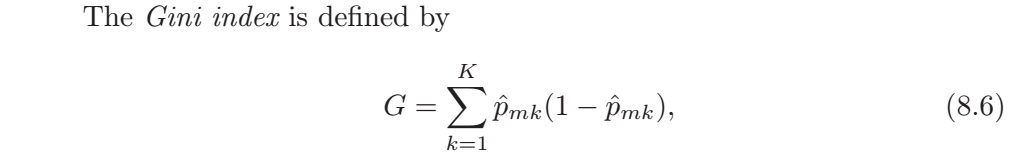 The Gini index is defined by
K
G = ∑ p̂mk(1 − p̂mk), (8.6)
k=1